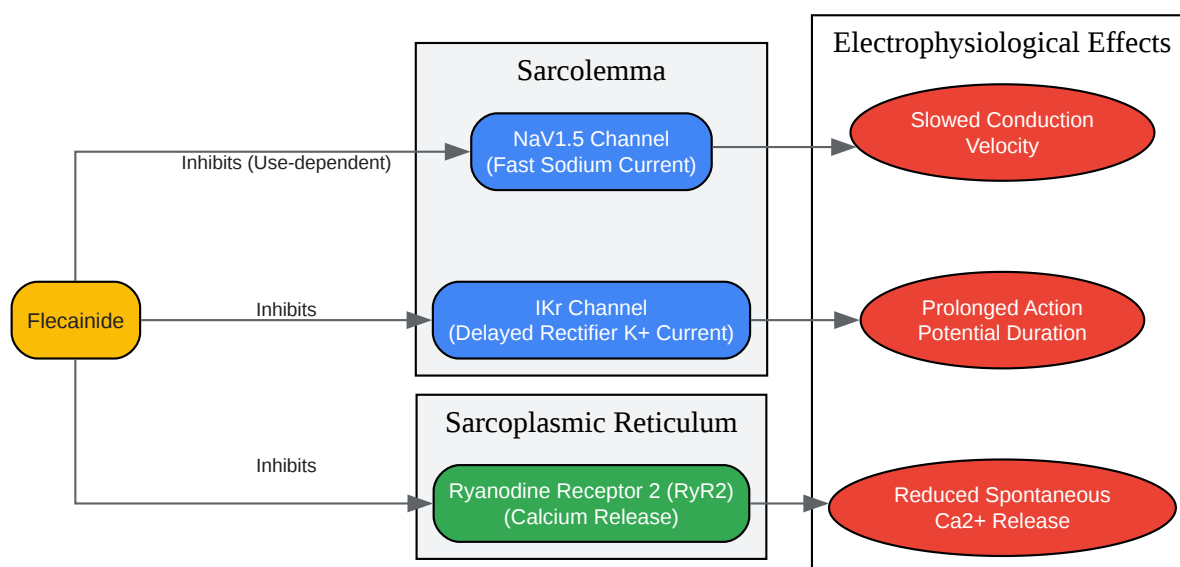 Electrophysiological Effects
Sarcolemma
NaV1.5 Channel
(Fast Sodium Current)
Slowed Conduction
Velocity
Inhibits (Use-dependent)
Flecainide
Inhibits
IKr Channel
(Delayed Rectifier K+ Current)
Prolonged Action
Potential Duration
Sarcoplasmic Reticulum
Inhibits
Ryanodine Receptor 2 (RyR2)
(Calcium Release)
Reduced Spontaneous
Ca2+ Release